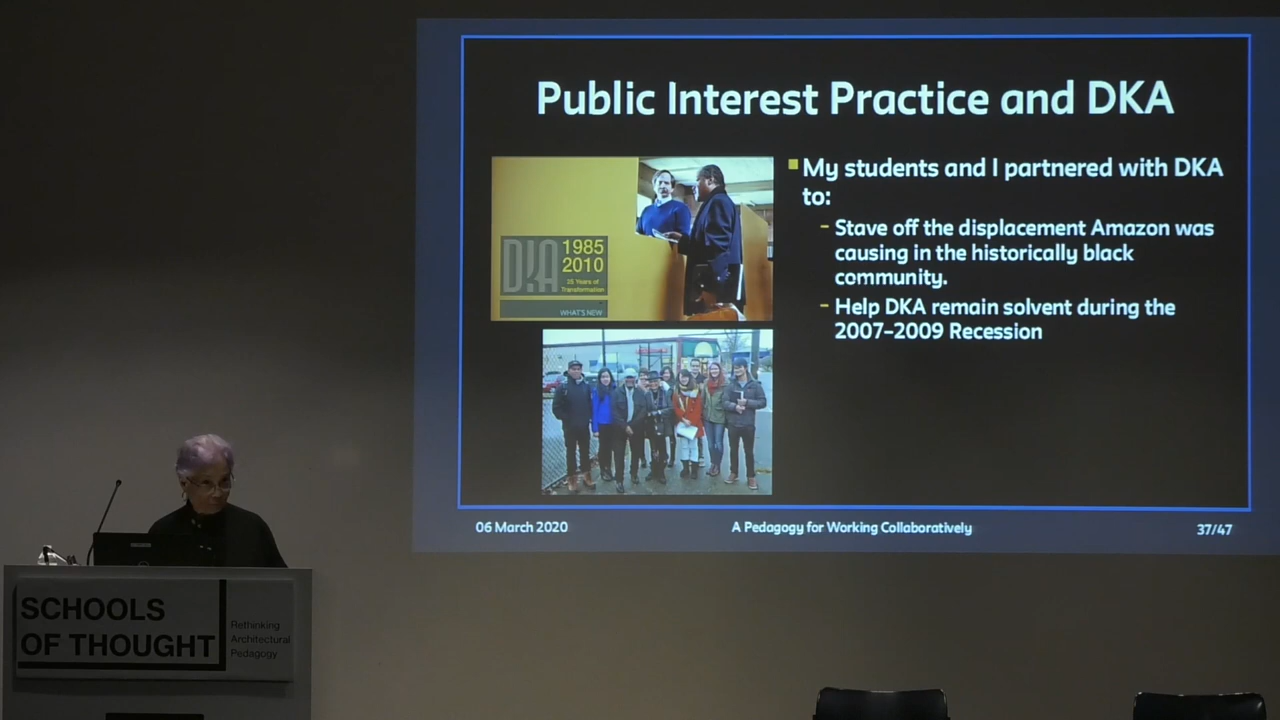 Public Interest Practice and DKA
DKA
1985
2010
25 Years of
Transformation
WHAT'S NEW
My students and I partnered with DKA
to:
– Stave off the displacement Amazon was
causing in the historically black
community.
– Help DKA remain solvent during the
2007–2009 Recession
06 March 2020
A Pedagogy for Working Collaboratively
37/47
SCHOOLS
OF THOUGHT
Rethinking
Architectural
Pedagogy